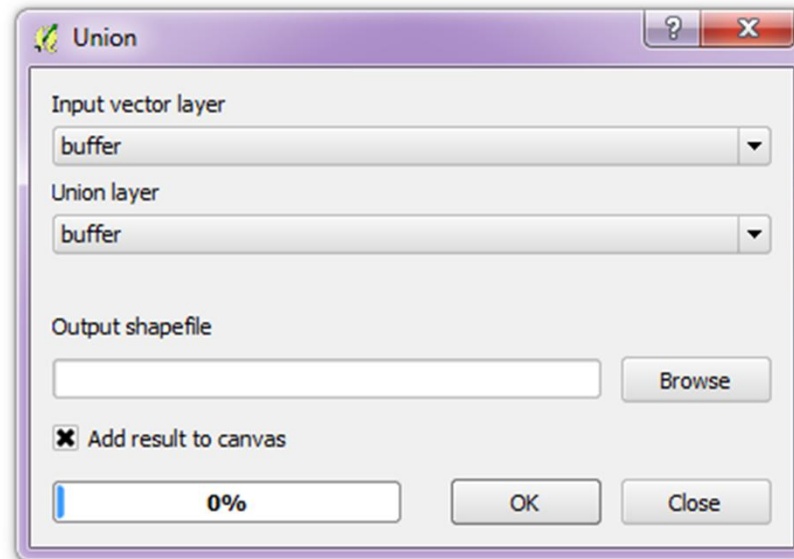 Union
Input vector layer
buffer
Union layer
buffer
Output shapefile
Browse
Add result to canvas
0%
OK
Close